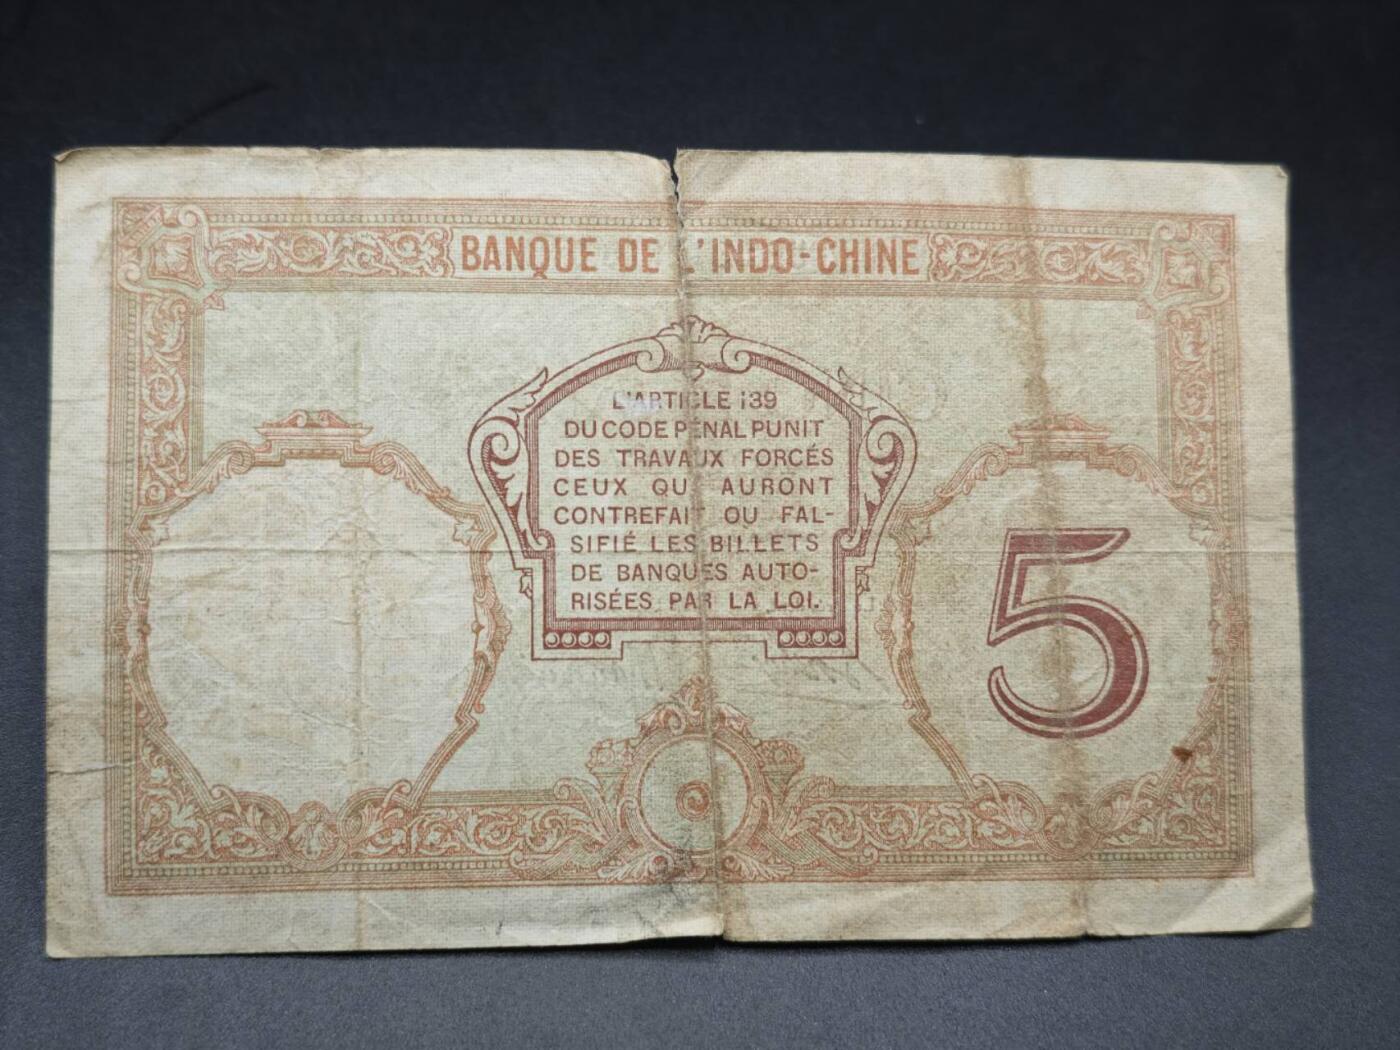 BANQUE DE L'INDO-CHINE
L'ARTICLE 139
DU CODE PÉNAL PUNIT
DES TRAVAUX FORCÉS
CEUX QUI AURONT
CONTREFAIT OU FAL-
SIFIÉ LES BILLETS
DE BANQUES AUTO-
RISÉES PAR LA LOI.
5